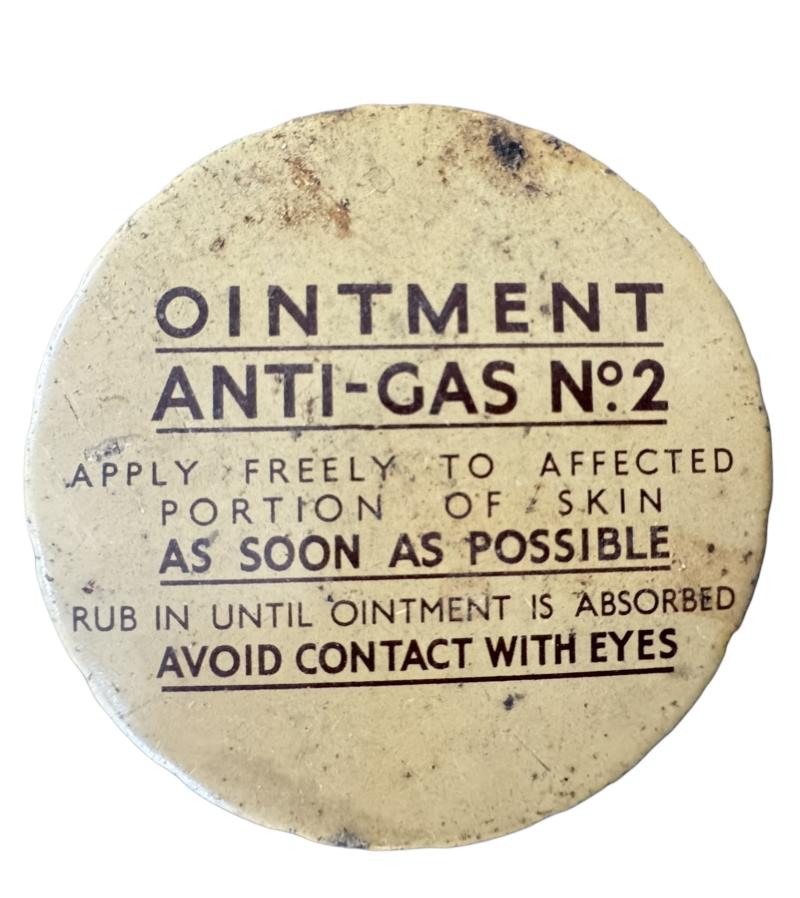 OINTMENT
ANTI-GAS Nº.2
APPLY FREELY TO AFFECTED
PORTION OF SKIN
AS SOON AS POSSIBLE
RUB IN UNTIL OINTMENT IS ABSORBED
AVOID CONTACT WITH EYES